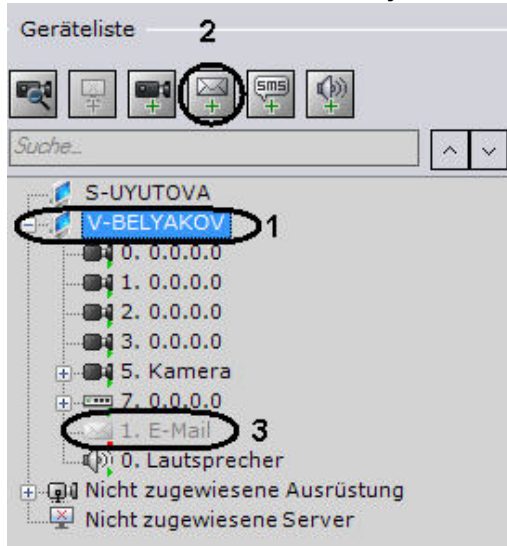 Geräteliste 2
sms
Suche...
S-UYUTOVA
V-BELYAKOV 1
0. 0.0.0.0
1. 0.0.0.0
2. 0.0.0.0
3. 0.0.0.0
5. Kamera
7. 0.0.0.0
1. E-Mail 3
0. Lautsprecher
Nicht zugewiesene Ausrüstung
Nicht zugewiesene Server